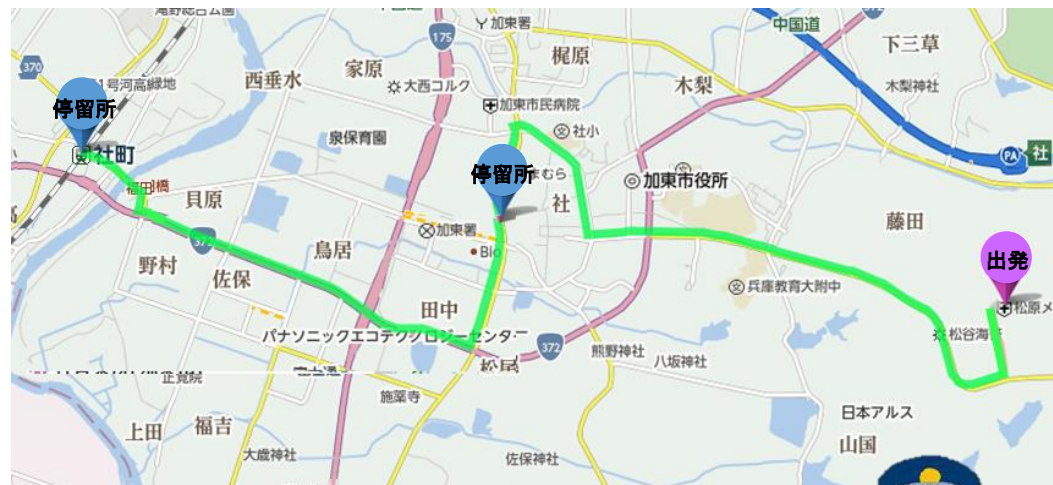 滝野総合公園
中国道
加東署
175
梶原
下三草
370
家原
西垂水
大西コルク
木梨
木梨神社
号河高緑地
停留所
加東市民病院
社小
泉保育園
社町
PA
社
停留所
まむら
加東市役所
福田橋
貝原
社
藤田
加東署
372
鳥居
Bio
出発
野村
佐保
兵庫教育大附中
田中
松原メ
パナソニックエコテクノロジーセンター
松谷海
372
熊野神社
松尾
八坂神社
正覚院
富士通
施薬寺
日本アルス
上田
福吉
山国
大歳神社
佐保神社